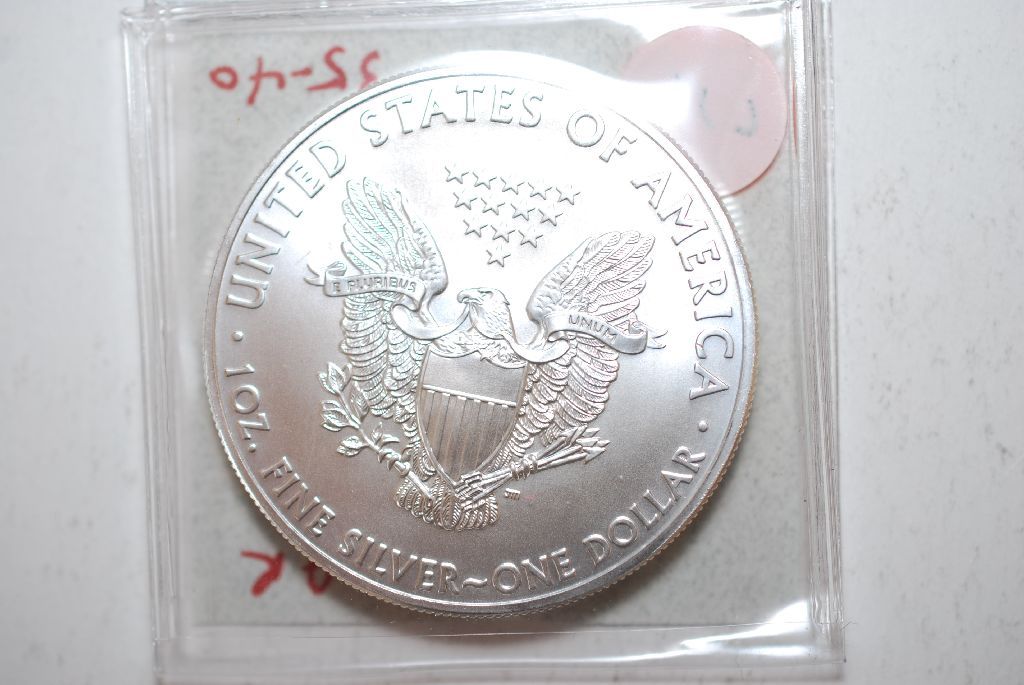 35-40
UNITED STATES OF AMERICA
E PLURIBUS
UNUM
· 1 OZ. FINE SILVER~ONE DOLLAR ·